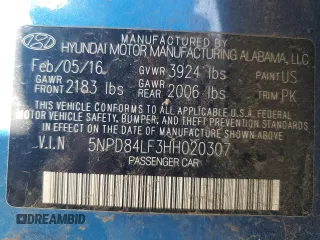 MANUFACTURED BY
HYUNDAI MOTOR MANUFACTURING ALABAMA, LLC
Feb/05/16 GVWR 3924 lbs PAINT US
GAWR FRONT 2183 lbs GAWR REAR 2006 lbs TRIM PK
THIS VEHICLE CONFORMS TO ALL APPLICABLE FEDERAL
MOTOR VEHICLE SAFETY, BUMPER, AND THEFT PREVENTION
STANDARDS IN EFFECT ON THE DATE OF MANUFACTURE
V.I.N 5NPD84LF3HH020307
PASSENGER CAR
DREAMBID